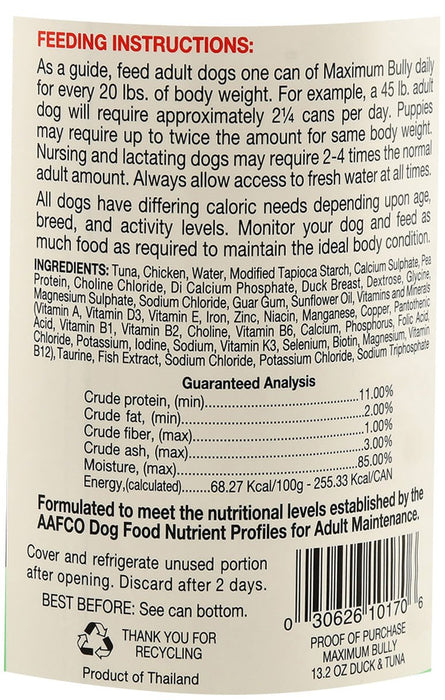 FEEDING INSTRUCTIONS:
As a guide, feed adult dogs one can of Maximum Bully daily
for every 20 lbs. of body weight. For example, a 45 lb. adult
dog will require approximately 2¼ cans per day. Puppies
may require up to twice the amount for same body weight.
Nursing and lactating dogs may require 2-4 times the normal
adult amount. Always allow access to fresh water at all times.
All dogs have differing caloric needs depending upon age,
breed, and activity levels. Monitor your dog and feed as
much food as required to maintain the ideal body condition.
INGREDIENTS: Tuna, Chicken, Water, Modified Tapioca Starch, Calcium Sulphate, Pea
Protein, Choline Chloride, Di Calcium Phosphate, Duck Breast, Dextrose, Glycine,
Magnesium Sulphate, Sodium Chloride, Guar Gum, Sunflower Oil, Vitamins and Minerals
(Vitamin A, Vitamin D3, Vitamin E, Iron, Zinc, Niacin, Manganese, Copper, Pantothenic
Acid, Vitamin B1, Vitamin B2, Choline, Vitamin B6, Calcium, Phosphorus, Folic Acid,
Chloride, Potassium, Iodine, Sodium, Vitamin K3, Selenium, Biotin, Magnesium, Vitamin
B12),Taurine, Fish Extract, Sodium Chloride, Potassium Chloride, Sodium Triphosphate
Guaranteed Analysis
Crude protein, (min)...............................11.00%
Crude fat, (min)......................................2.00%
Crude fiber, (max)...................................1.00%
Crude ash, (max)....................................3.00%
Moisture, (max).....................................85.00%
Energy,(calculated).......68.27 Kcal/100g - 255.33 Kcal/CAN
Formulated to meet the nutritional levels established by the
AAFCO Dog Food Nutrient Profiles for Adult Maintenance.
Cover and refrigerate unused portion
after opening. Discard after 2 days.
BEST BEFORE: See can bottom.
THANK YOU FOR
RECYCLING
Product of Thailand
0 30626 10170 6
PROOF OF PURCHASE
MAXIMUM BULLY
13.2 OZ DUCK & TUNA